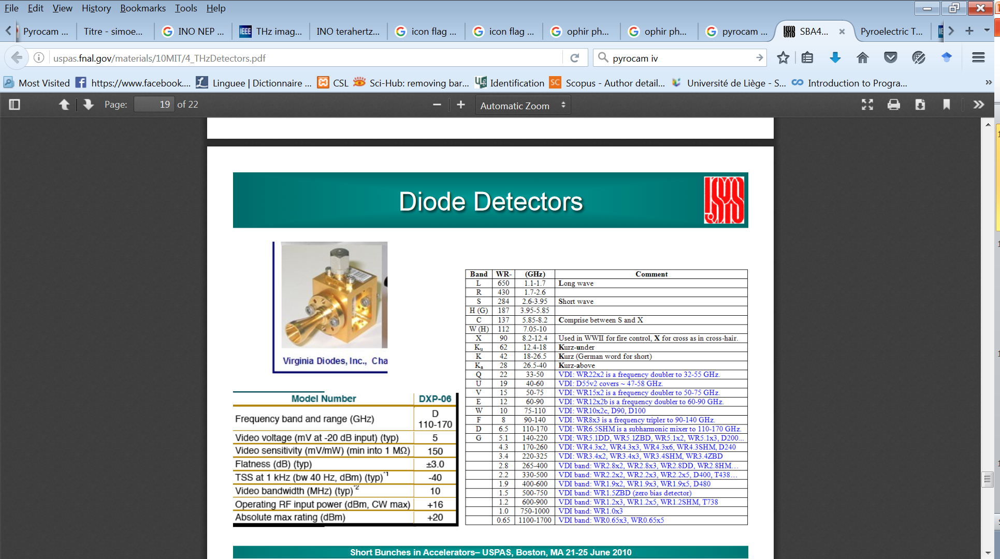 File Edit View History Bookmarks Tools Help
Pyrocam ... Titre - simoe... INO NEP ... THz imag... INO terahertz... icon flag ... icon flag ... ophir ph... ophir ph... pyrocam ... SBA4... Pyroelectric T...
uspas.fnal.gov/materials/10MIT/4_THzDetectors.pdf pyrocam iv
Most Visited https://www.facebook.... Linguee | Dictionnaire ... CSL Sci-Hub: removing bar... Identification Scopus - Author detail... Université de Liège - S... Introduction to Progra...
Page: 19 of 22 Automatic Zoom
Diode Detectors
Virginia Diodes, Inc., Cha
Model Number DXP-06
Frequency band and range (GHz) D 110-170
Video voltage (mV at -20 dB input) (typ) 5
Video sensitivity (mV/mW) (min into 1 MΩ) 150
Flatness (dB) (typ) ±3.0
TSS at 1 kHz (bw 40 Hz, dBm) (typ)*1 -40
Video bandwidth (MHz) (typ)*2 10
Operating RF input power (dBm, CW max) +16
Absolute max rating (dBm) +20
Band WR- (GHz) Comment
L 650 1.1-1.7 Long wave
R 430 1.7-2.6
S 284 2.6-3.95 Short wave
H (G) 187 3.95-5.85
C 137 5.85-8.2 Comprise between S and X
W (H) 112 7.05-10
X 90 8.2-12.4 Used in WWII for fire control, X for cross as in cross-hair.
Ku 62 12.4-18 Kurz-under
K 42 18-26.5 Kurz (German word for short)
Ka 28 26.5-40 Kurz-above
Q 22 33-50 VDI: WR22x2 is a frequency doubler to 32-55 GHz.
U 19 40-60 VDI: D55v2 covers ~ 47-58 GHz.
V 15 50-75 VDI: WR15x2 is a frequency doubler to 50-75 GHz.
E 12 60-90 VDI: WR12x2b is a frequency doubler to 60-90 GHz.
W 10 75-110 VDI: WR10x2c, D90, D100
F 8 90-140 VDI: WR8x3 is a frequency tripler to 90-140 GHz.
D 6.5 110-170 VDI: WR6.5SHM is a subharmonic mixer to 110-170 GHz.
G 5.1 140-220 VDI: WR5.1DD, WR5.1ZBD, WR5.1x2, WR5.1x3, D200...
4.3 170-260 VDI: WR4.3x2, WR4.3x3, WR4.3x6, WR4.3SHM, D240
3.4 220-325 VDI: WR3.4x2, WR3.4x3, WR3.4SHM, WR3.4ZBD
2.8 265-400 VDI band: WR2.8x2, WR2.8x3, WR2.8DD, WR2.8HM...
2.2 330-500 VDI band: WR2.2x2, WR2.2x3, WR2.2x5, D400, T438...
1.9 400-600 VDI band: WR1.9x2, WR1.9x3, WR1.9x5, D480
1.5 500-750 VDI band: WR1.5ZBD (zero bias detector)
1.2 600-900 VDI band: WR1.2x3, WR1.2x5, WR1.2SHM, T738
1.0 750-1000 VDI band: WR1.0x3
0.65 1100-1700 VDI band: WR0.65x3, WR0.65x5
Short Bunches in Accelerators– USPAS, Boston, MA 21-25 June 2010